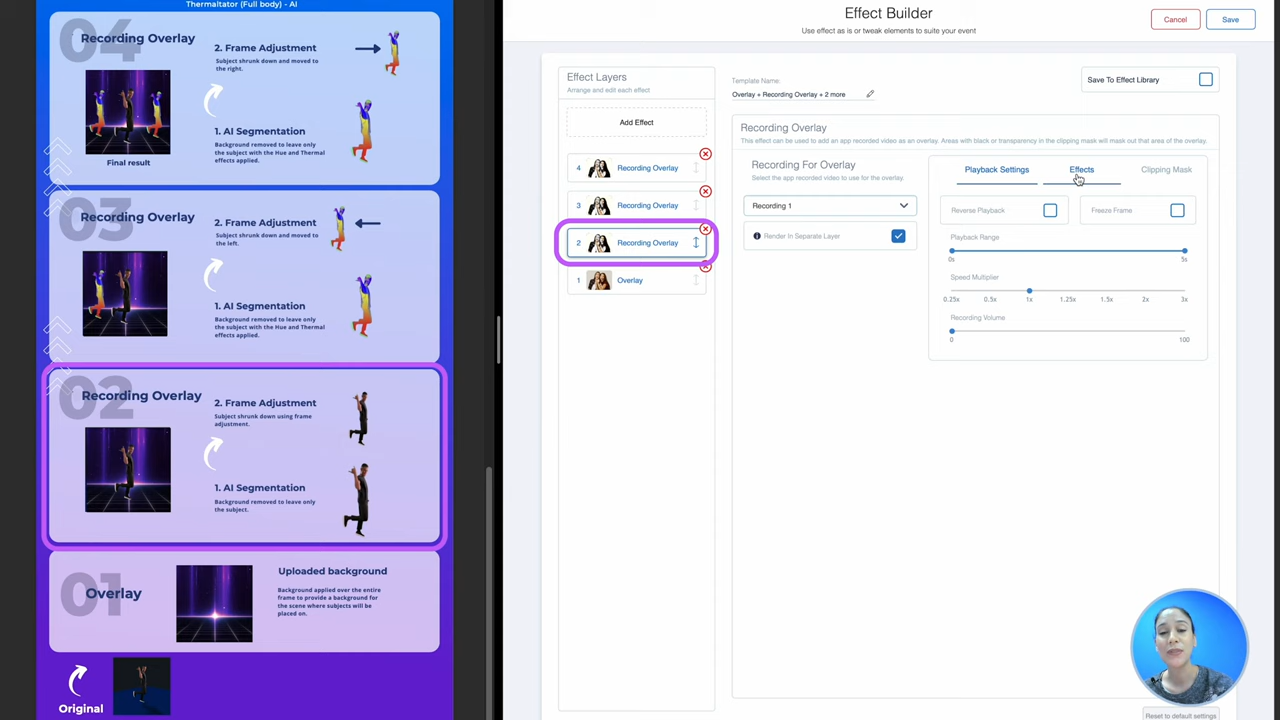 Thermaltator (Full body) - AI
04
Recording Overlay
Final result
2. Frame Adjustment
Subject shrunk down and moved to
the right.
1. AI Segmentation
Background removed to leave only
the subject with the Hue and Thermal
effects applied.
03
Recording Overlay
2. Frame Adjustment
Subject shrunk down and moved to
the left.
1. AI Segmentation
Background removed to leave only
the subject with the Hue and Thermal
effects applied.
02
Recording Overlay
2. Frame Adjustment
Subject shrunk down using frame
adjustment.
1. AI Segmentation
Background removed to leave only
the subject.
01
Overlay
Uploaded background
Background applied over the entire
frame to provide a background for
the scene where subjects will be
placed on.
Original
Effect Builder
Use effect as is or tweak elements to suite your event
Cancel
Save
Effect Layers
Arrange and edit each effect
Add Effect
4 Recording Overlay
3 Recording Overlay
2 Recording Overlay
1 Overlay
Template Name:
Overlay + Recording Overlay + 2 more
Save To Effect Library
Recording Overlay
This effect can be used to add an app recorded video as an overlay. Areas with black or transparency in the clipping mask will mask out that area of the overlay.
Recording For Overlay
Select the app recorded video to use for the overlay.
Recording 1
Render In Separate Layer
Playback Settings
Effects
Clipping Mask
Reverse Playback
Freeze Frame
Playback Range
0s 5s
Speed Multiplier
0.25x 0.5x 1x 1.25x 1.5x 2x 3x
Recording Volume
0 100
Reset to default settings